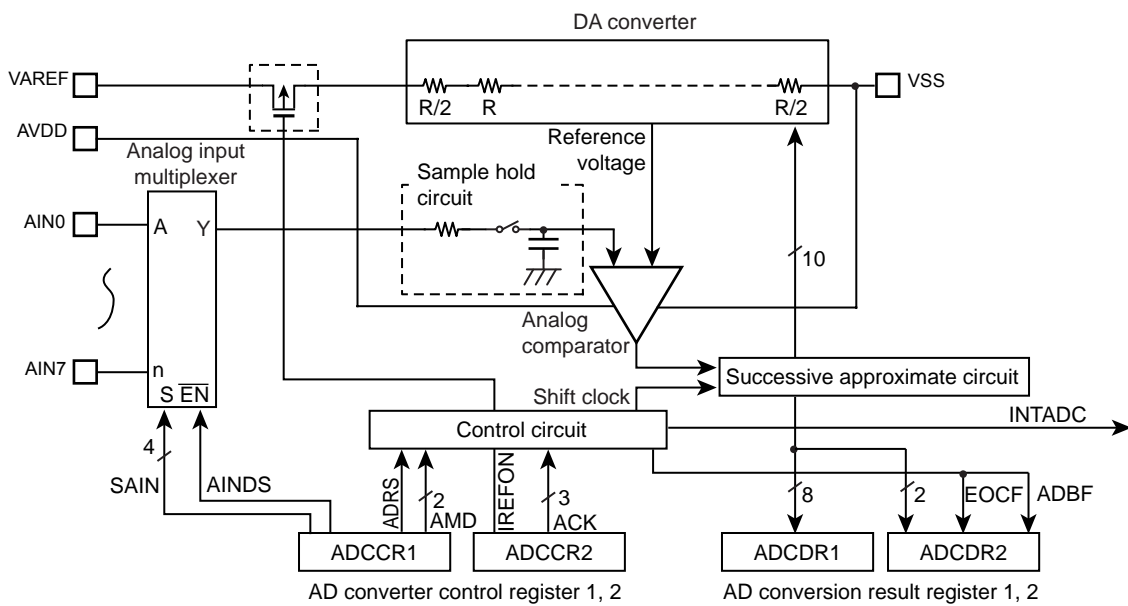 DA converter
VAREF
VSS
R/2
R
R/2
AVDD
Reference
voltage
Analog input
multiplexer
Sample hold
circuit
AIN0
A
Y
10
Analog
comparator
AIN7
n
S EN
Successive approximate circuit
Shift clock
INTADC
Control circuit
4
SAIN
AINDS
ADRS
2
AMD
IREFON
3
ACK
8
2
EOCF
ADBF
ADCCR1
ADCCR2
ADCDR1
ADCDR2
AD converter control register 1, 2
AD conversion result register 1, 2